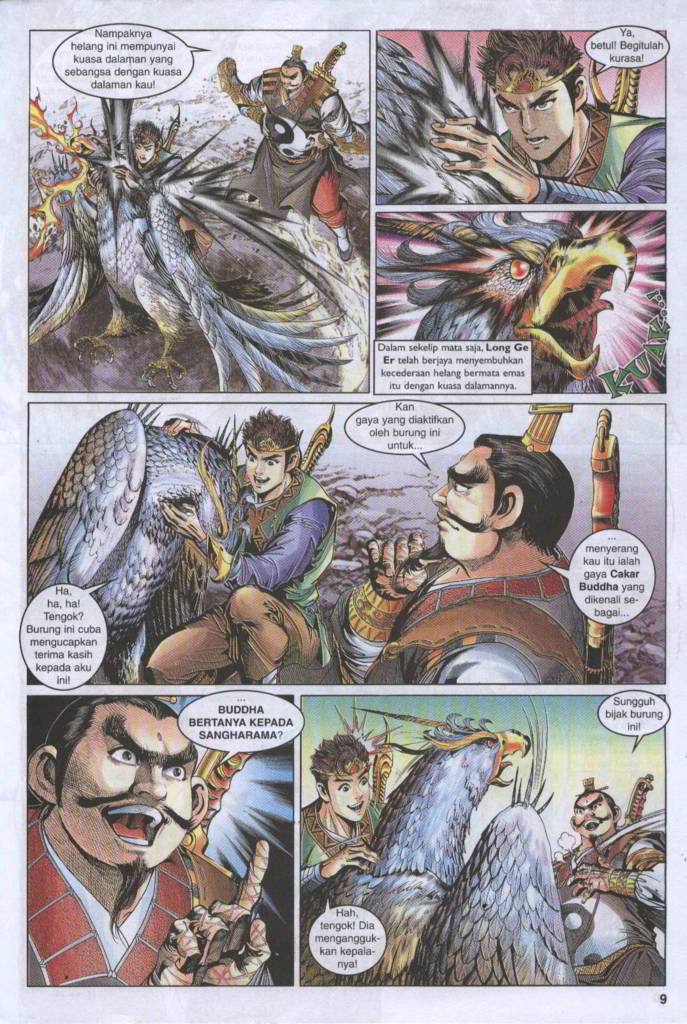 Nampaknya
helang ini mempunyai
kuasa dalaman yang
sebangsa dengan kuasa
dalaman kau!
Ya,
betul! Begitulah
kurasa!
Dalam sekelip mata saja, Long Ge
Er telah berjaya menyembuhkan
kecederaan helang bermata emas
itu dengan kuasa dalamannya.
Ha,
ha, ha!
Tengok?
Burung ini cuba
mengucapkan
terima kasih
kepada aku
ini!
Kan
gaya yang diaktifkan
oleh burung ini
untuk...
...
menyerang
kau itu ialah
gaya Cakar
Buddha yang
dikenali se-
bagai...
...
BUDDHA
BERTANYA KEPADA
SANGHARAMA?
Hah,
tengok! Dia
mengangguk-
kan kepala-
nya!
Sungguh
bijak burung
ini!
9